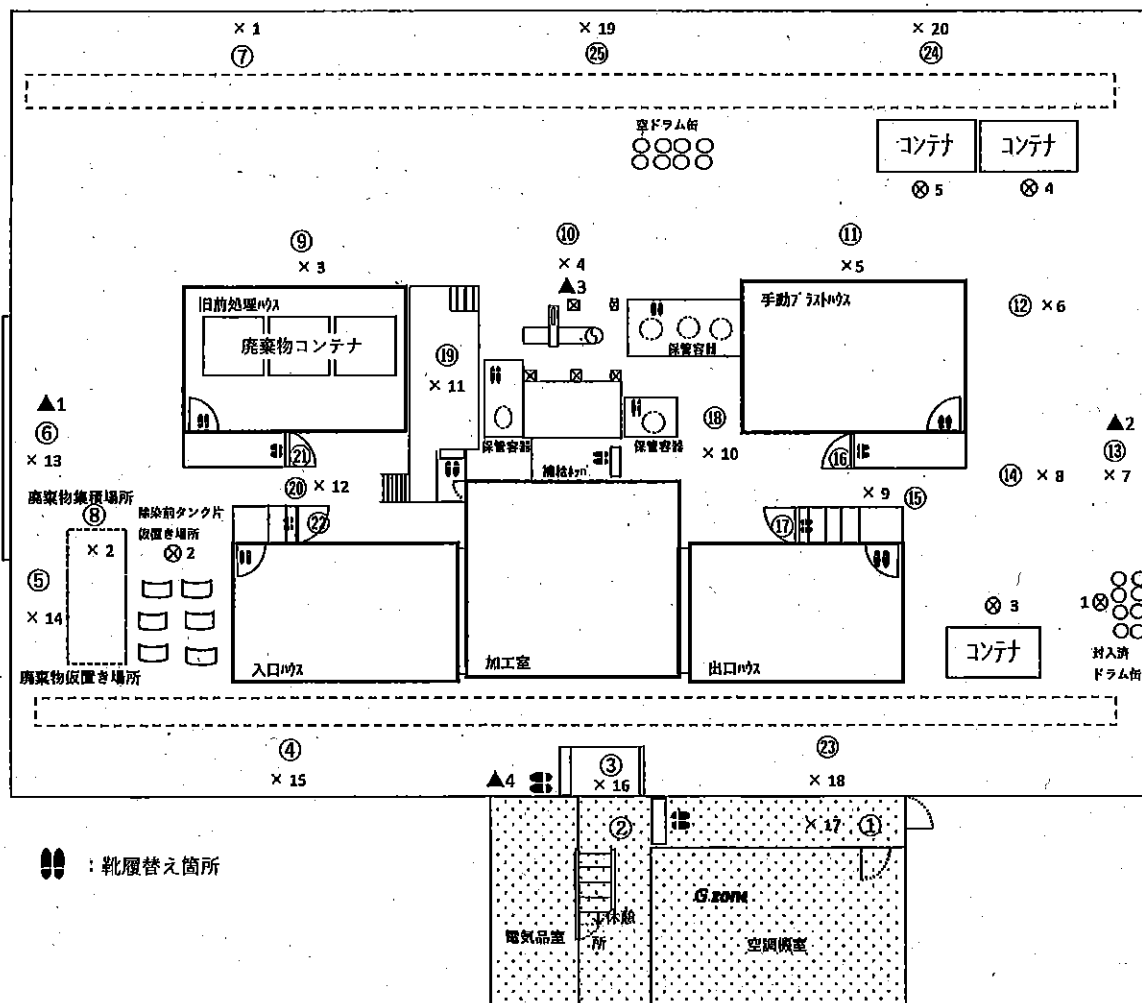 × 1
× 19
× 20
⑦
㉕
㉔
空ドラム缶
コンテナ
コンテナ
⊗ 5
⊗ 4
⑨
⑩
⑪
× 3
× 4
× 5
▲3
旧前処理ハウス
手動ブラストハウス
⑫ × 6
廃棄物コンテナ
保管容器
⑲
× 11
▲1
▲2
⑥
⑱
⑬
× 13
保管容器
保管容器
× 10
㉑
⑯
⑭ × 8
× 7
⑳ × 12
× 9
⑮
廃棄物集積場所
⑧
除染前タンク片
仮置き場所
㉒
⑰
× 2
⊗ 2
⑤
× 14
⊗ 3
1 ⊗
コンテナ
封入済
ドラム缶
廃棄物仮置き場所
入口ハウス
加工室
出口ハウス
④
③
㉓
× 15
▲4
× 16
× 18
②
× 17
①
：靴履替え箇所
G.zone
休憩
所
電気品室
空調機室